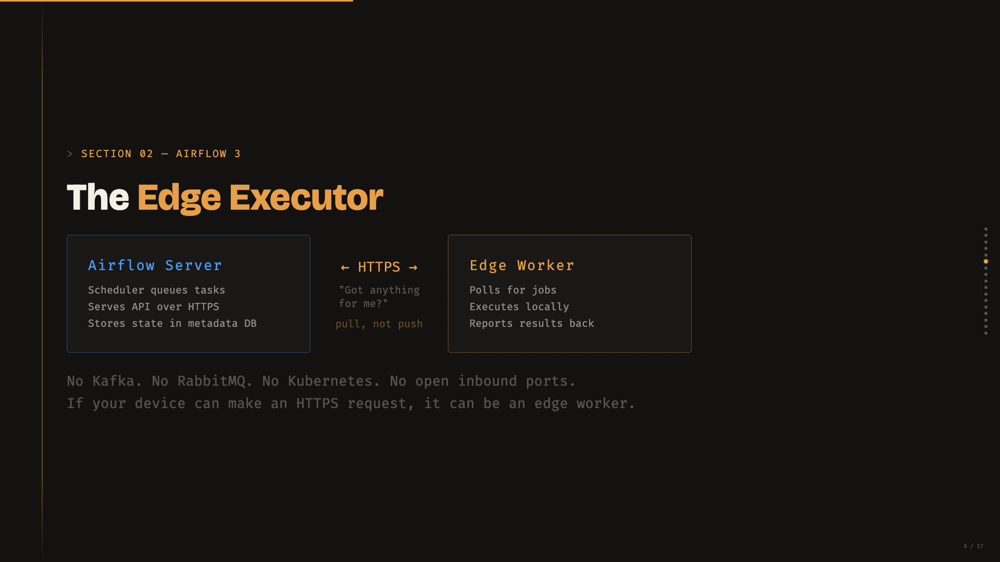 > SECTION 02 — AIRFLOW 3
The Edge Executor
Airflow Server
Scheduler queues tasks
Serves API over HTTPS
Stores state in metadata DB
← HTTPS →
"Got anything
for me?"
pull, not push
Edge Worker
Polls for jobs
Executes locally
Reports results back
No Kafka. No RabbitMQ. No Kubernetes. No open inbound ports.
If your device can make an HTTPS request, it can be an edge worker.
6 / 17